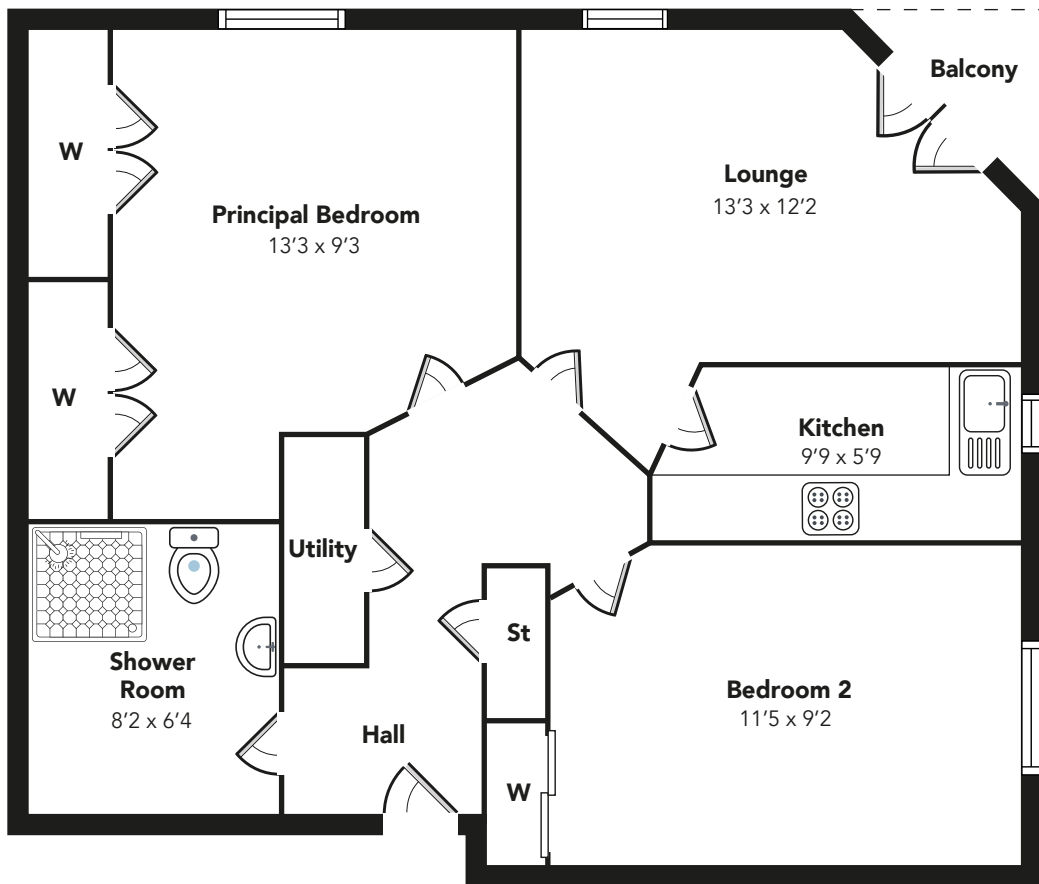 Balcony
W
Lounge
13’3 x 12’2
Principal Bedroom
13’3 x 9’3
W
Kitchen
9’9 x 5’9
Utility
St
Shower
Room
8’2 x 6’4
Bedroom 2
11’5 x 9’2
Hall
W